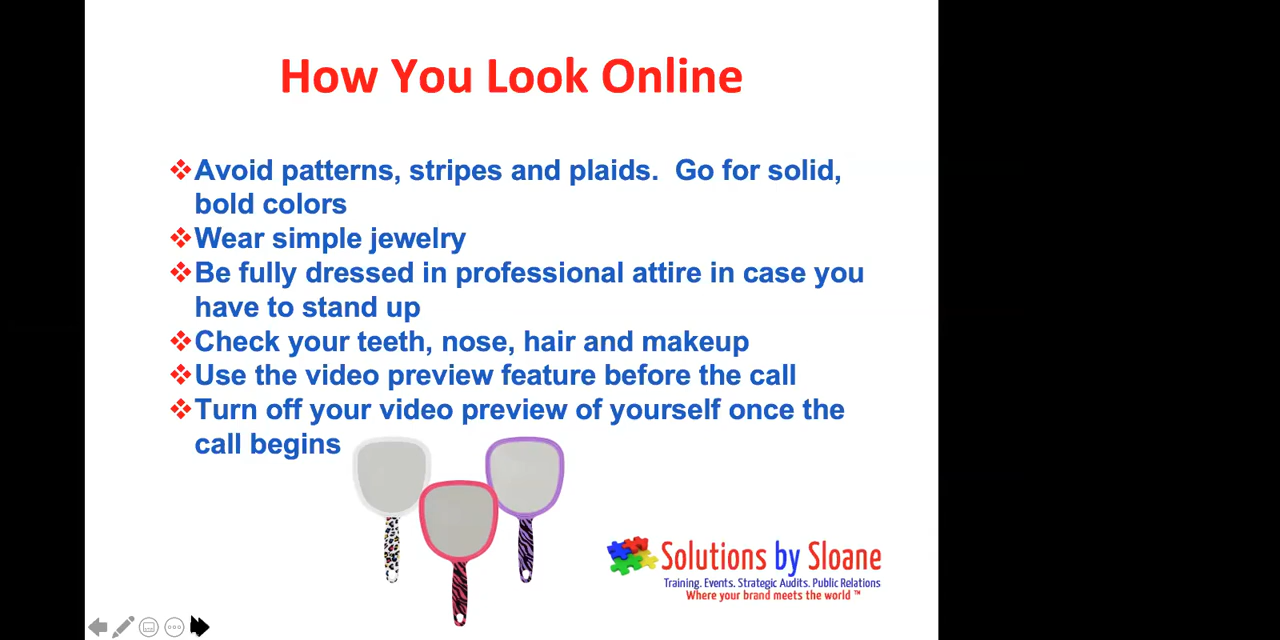 How You Look Online
Avoid patterns, stripes and plaids. Go for solid,
bold colors
Wear simple jewelry
Be fully dressed in professional attire in case you
have to stand up
Check your teeth, nose, hair and makeup
Use the video preview feature before the call
Turn off your video preview of yourself once the
call begins
Solutions by Sloane
Training. Events. Strategic Audits. Public Relations
Where your brand meets the world ™